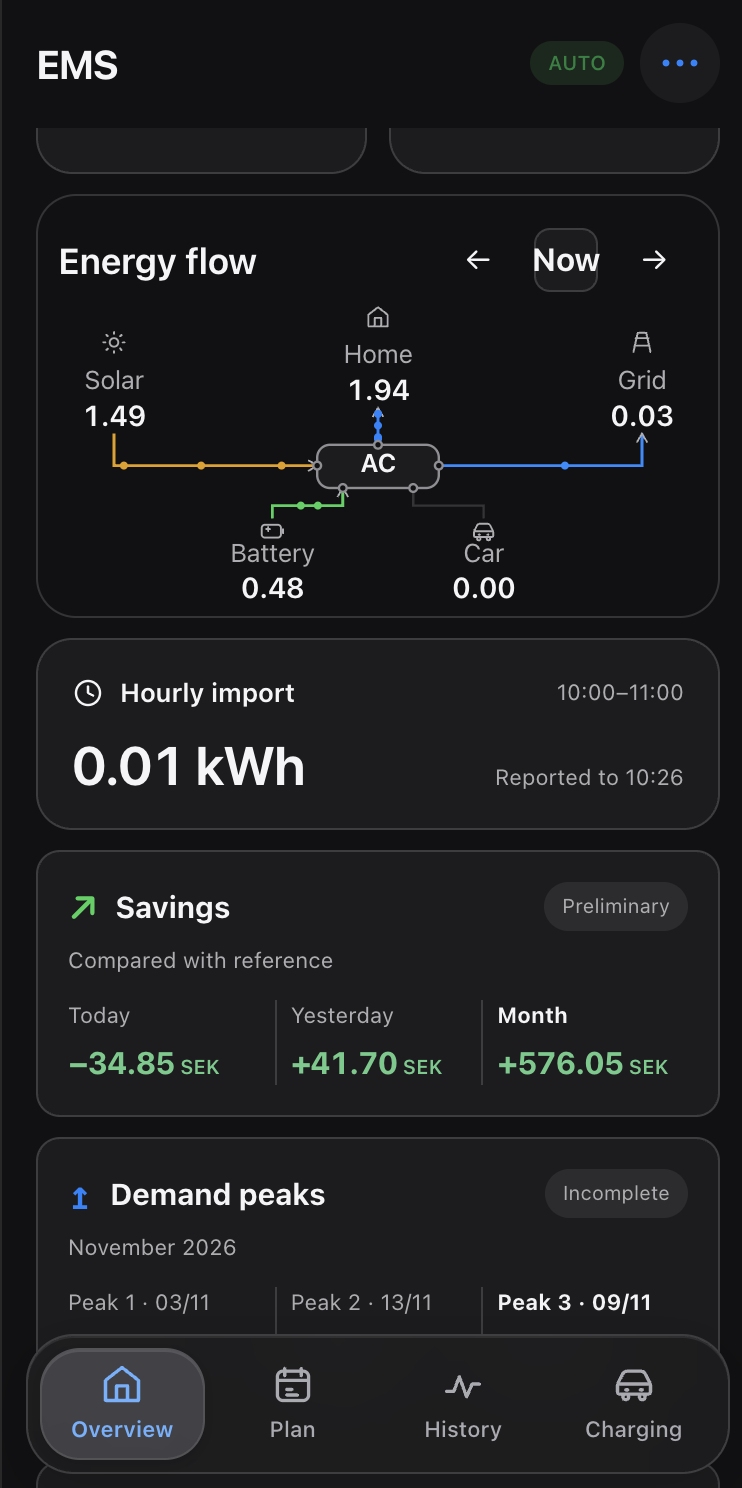 EMS
AUTO
Energy flow
Now
Home
1.94
Solar
1.49
Grid
0.03
AC
Battery
0.48
Car
0.00
Hourly import
10:00–11:00
0.01 kWh
Reported to 10:26
Savings
Preliminary
Compared with reference
Today
Yesterday
Month
−34.85 SEK
+41.70 SEK
+576.05 SEK
Demand peaks
Incomplete
November 2026
Peak 1 · 03/11
Peak 2 · 13/11
Peak 3 · 09/11
Overview
Plan
History
Charging